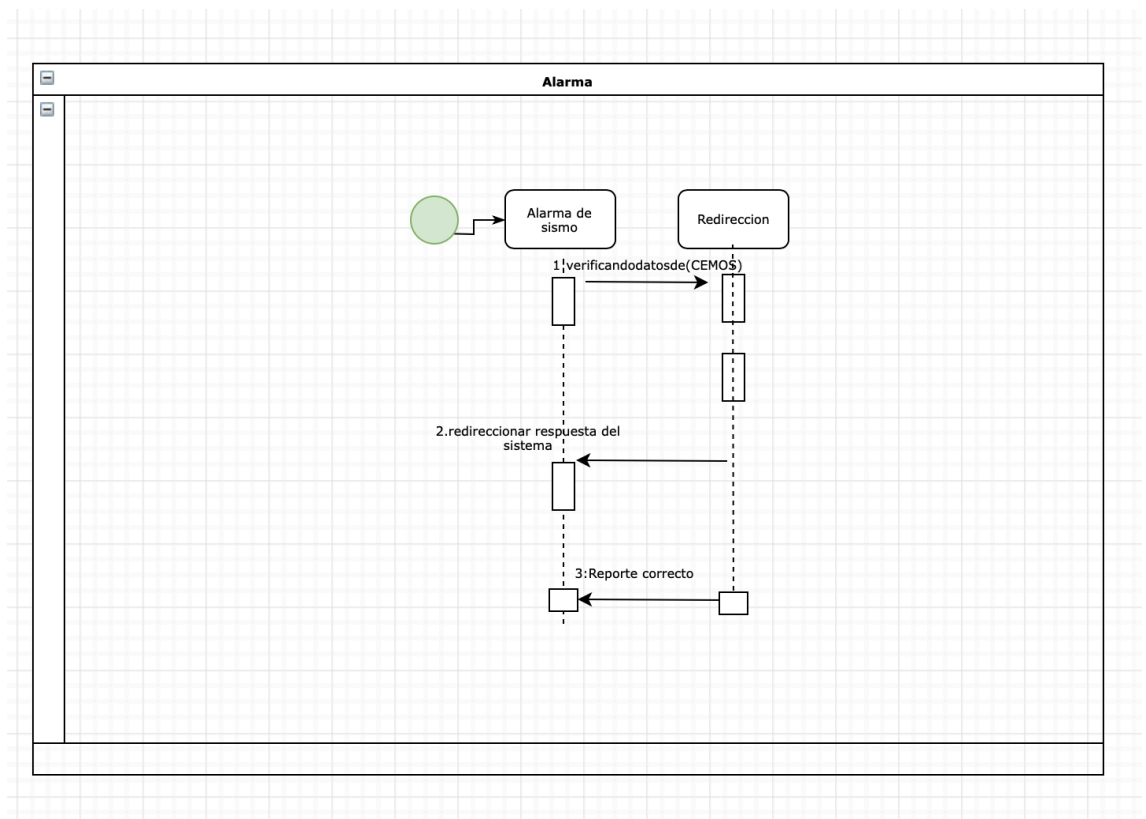 Alarma
Alarma de
sismo
Redireccion
1:verificandodatosde(CEMOS)
2.redireccionar respuesta del
sistema
3:Reporte correcto